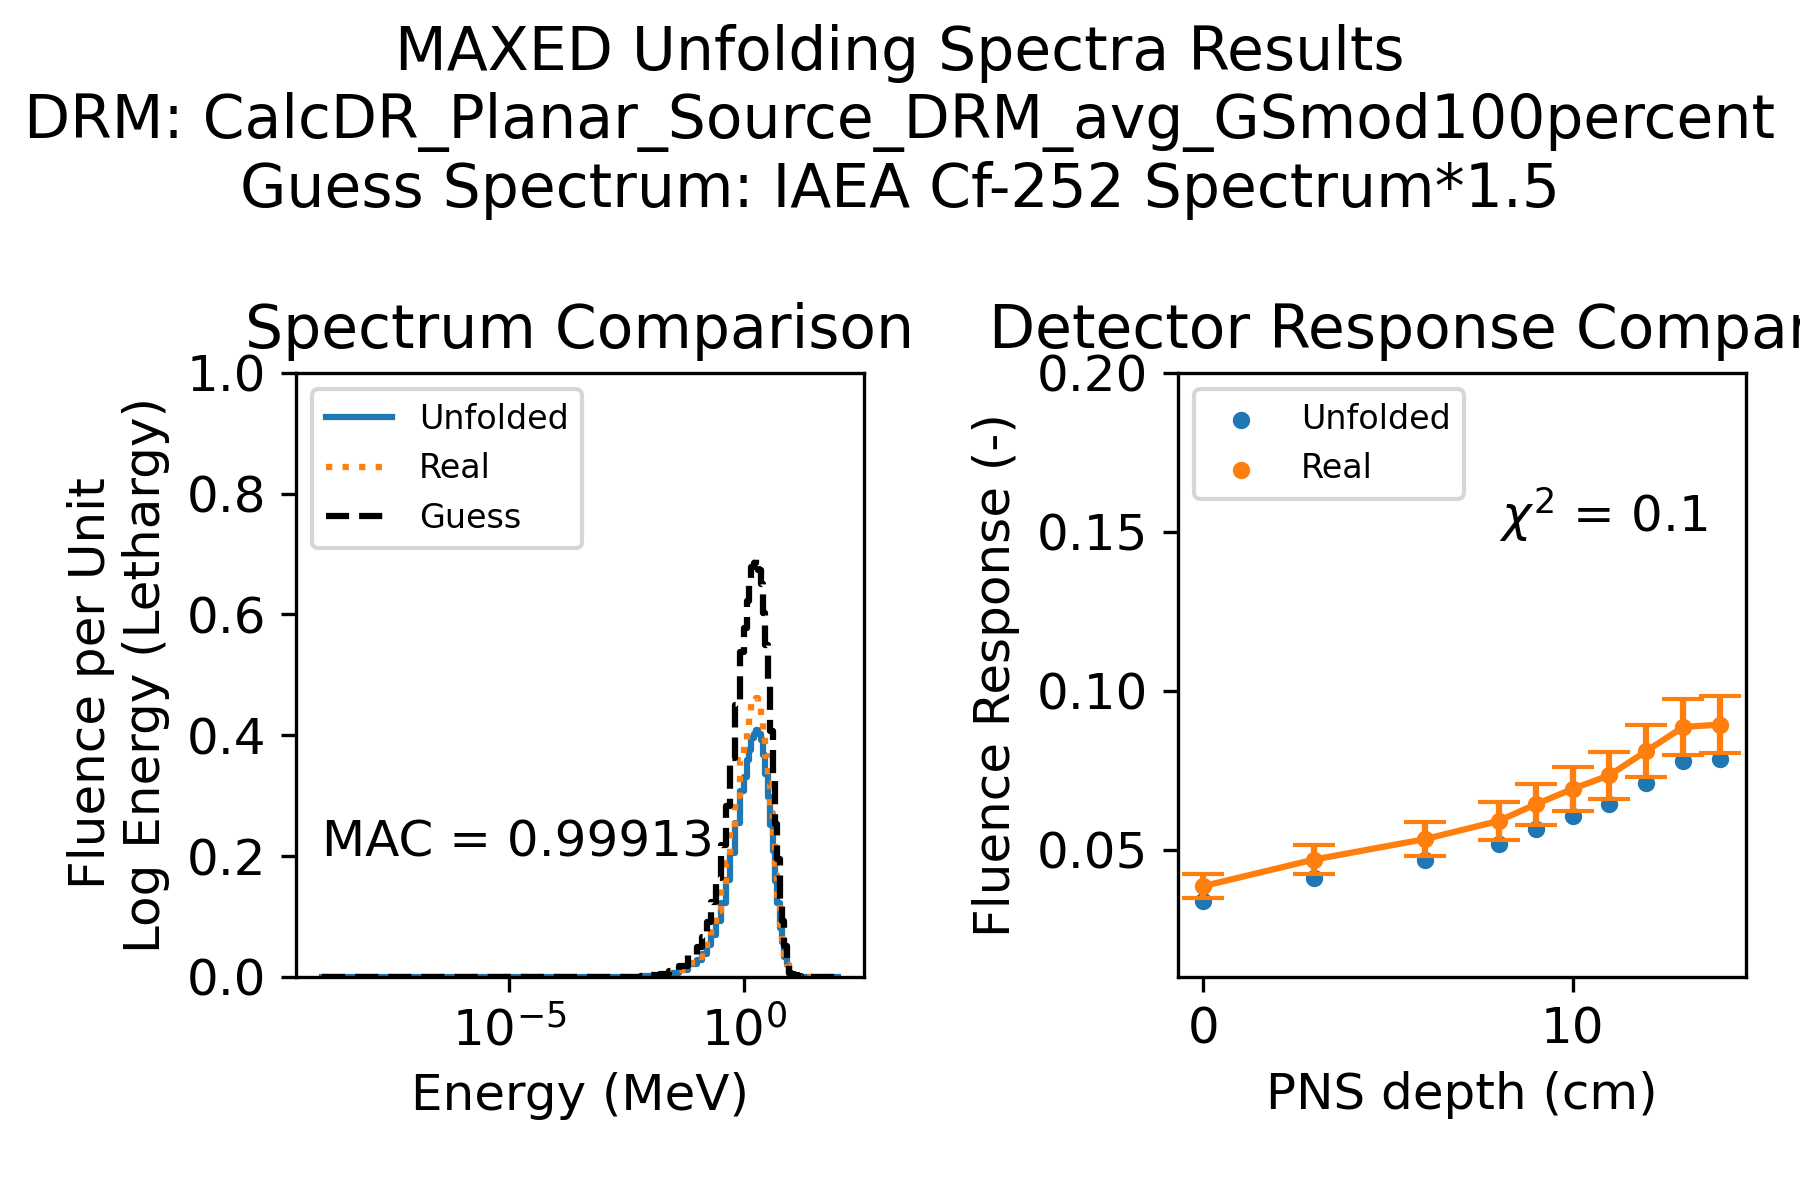 MAXED Unfolding Spectra Results
DRM: CalcDR_Planar_Source_DRM_avg_GSmod100percent
Guess Spectrum: IAEA Cf-252 Spectrum*1.5
Spectrum Comparison
Fluence per Unit
Log Energy (Lethargy)
1.0
0.8
0.6
0.4
0.2
0.0
Unfolded
Real
Guess
MAC = 0.99913
10⁻⁵
10⁰
Energy (MeV)
Detector Response Compar
Fluence Response (-)
0.20
0.15
0.10
0.05
Unfolded
Real
χ² = 0.1
0
10
PNS depth (cm)